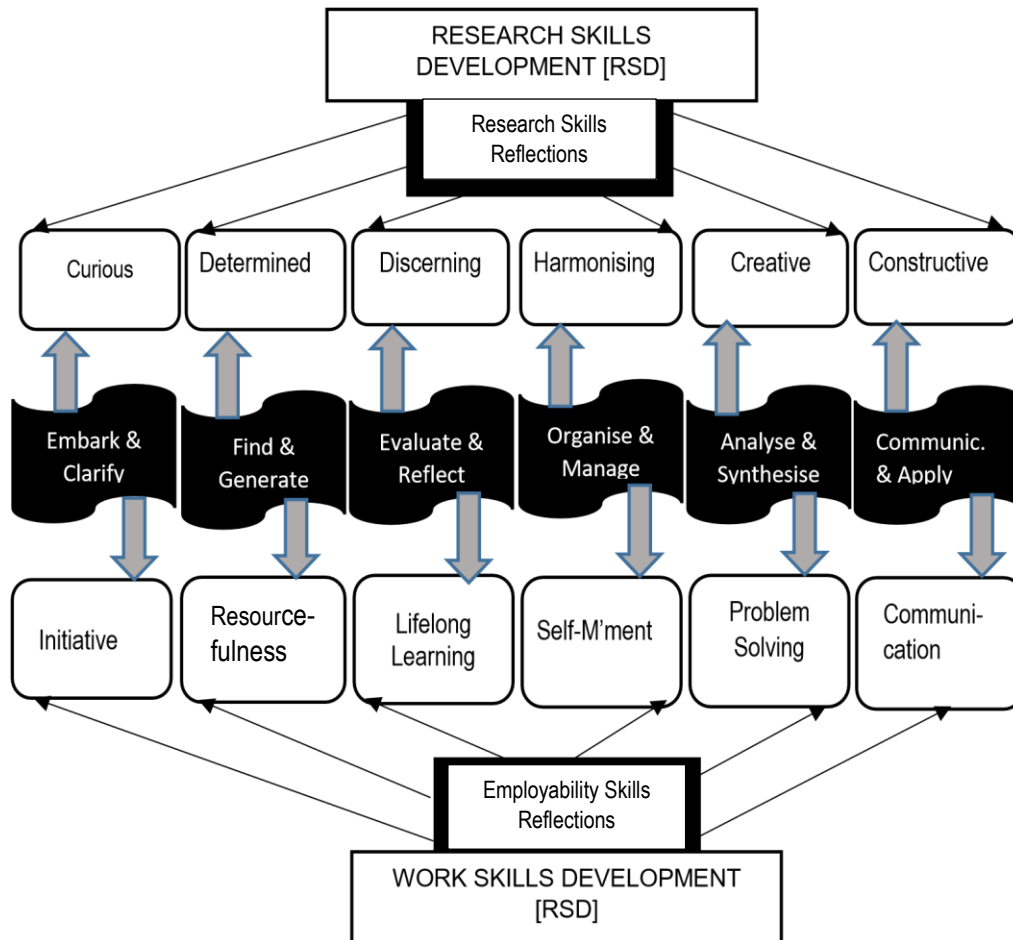 RESEARCH SKILLS
DEVELOPMENT [RSD]
Research Skills
Reflections
Curious
Determined
Discerning
Harmonising
Creative
Constructive
Embark &
Clarify
Find &
Generate
Evaluate &
Reflect
Organise &
Manage
Analyse &
Synthesise
Communic.
& Apply
Initiative
Resource-
fulness
Lifelong
Learning
Self-M’ment
Problem
Solving
Communi-
cation
Employability Skills
Reflections
WORK SKILLS DEVELOPMENT
[RSD]